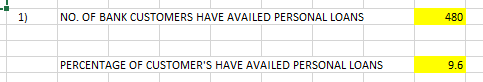 1) NO. OF BANK CUSTOMERS HAVE AVAILED PERSONAL LOANS 480
PERCENTAGE OF CUSTOMER'S HAVE AVAILED PERSONAL LOANS 9.6